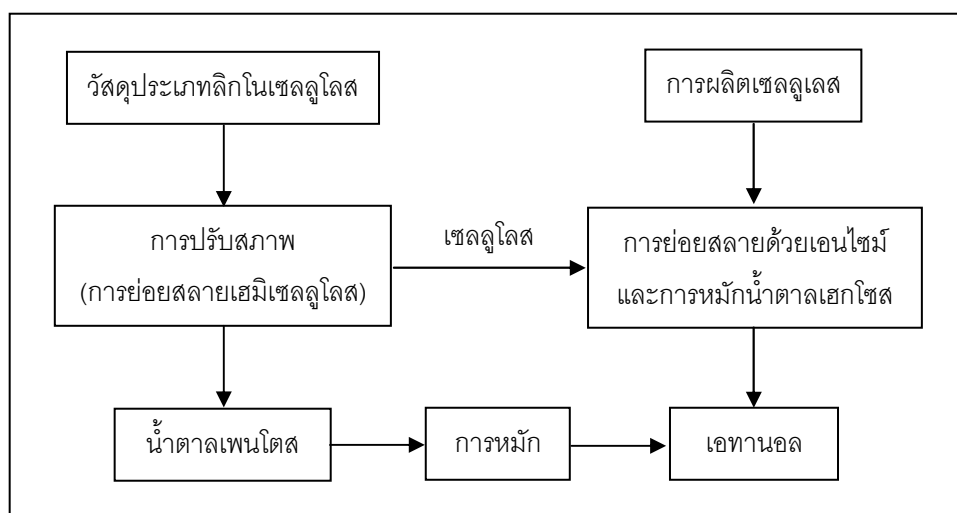 วัสดุประเภทลิกโนเซลลูโลส
การผลิตเซลลูเลส
การปรับสภาพ
(การย่อยสลายเฮมิเซลลูโลส)
เซลลูโลส
การย่อยสลายด้วยเอนไซม์
และการหมักน้ำตาลเฮกโซส
น้ำตาลเพนโตส
การหมัก
เอทานอล